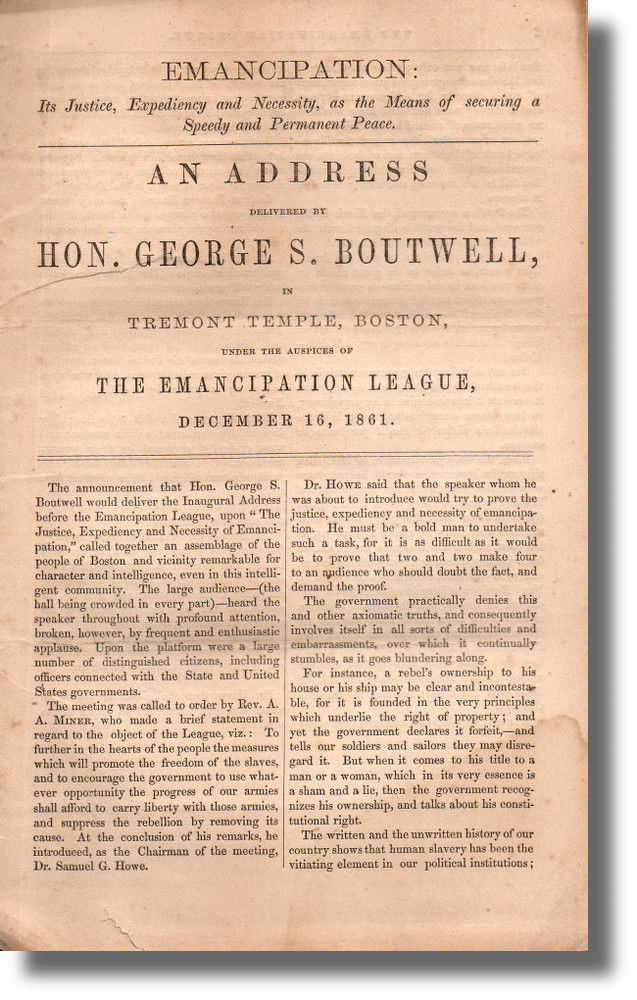 EMANCIPATION:
Its Justice, Expediency and Necessity, as the Means of securing a
Speedy and Permanent Peace.
AN ADDRESS
DELIVERED BY
HON. GEORGE S. BOUTWELL,
IN
TREMONT TEMPLE, BOSTON,
UNDER THE AUSPICES OF
THE EMANCIPATION LEAGUE,
DECEMBER 16, 1861.
The announcement that Hon. George S.
Boutwell would deliver the Inaugural Address
before the Emancipation League, upon “ The
Justice, Expediency and Necessity of Emanci-
pation,” called together an assemblage of the
people of Boston and vicinity remarkable for
character and intelligence, even in this intelli-
gent community. The large audience—(the
hall being crowded in every part)—heard the
speaker throughout with profound attention,
broken, however, by frequent and enthusiastic
applause. Upon the platform were a large
number of distinguished citizens, including
officers connected with the State and United
States governments.
The meeting was called to order by Rev. A.
A. MINER, who made a brief statement in
regard to the object of the League, viz.: To
further in the hearts of the people the measures
which will promote the freedom of the slaves,
and to encourage the government to use what-
ever opportunity the progress of our armies
shall afford to carry liberty with those armies,
and suppress the rebellion by removing its
cause. At the conclusion of his remarks, he
introduced, as the Chairman of the meeting,
Dr. Samuel G. Howe.
DR. HOWE said that the speaker whom he
was about to introduce would try to prove the
justice, expediency and necessity of emancipa-
tion. He must be a bold man to undertake
such a task, for it is as difficult as it would
be to prove that two and two make four
to an audience who should doubt the fact, and
demand the proof.
The government practically denies this
and other axiomatic truths, and consequently
involves itself in all sorts of difficulties and
embarrassments, over which it continually
stumbles, as it goes blundering along.
For instance, a rebel's ownership to his
house or his ship may be clear and incontesta-
ble, for it is founded in the very principles
which underlie the right of property; and
yet the government declares it forfeit,—and
tells our soldiers and sailors they may disre-
gard it. But when it comes to his title to a
man or a woman, which in its very essence is
a sham and a lie, then the government recog-
nizes his ownership, and talks about his consti-
tutional right.
The written and the unwritten history of our
country shows that human slavery has been the
vitiating element in our political institutions;